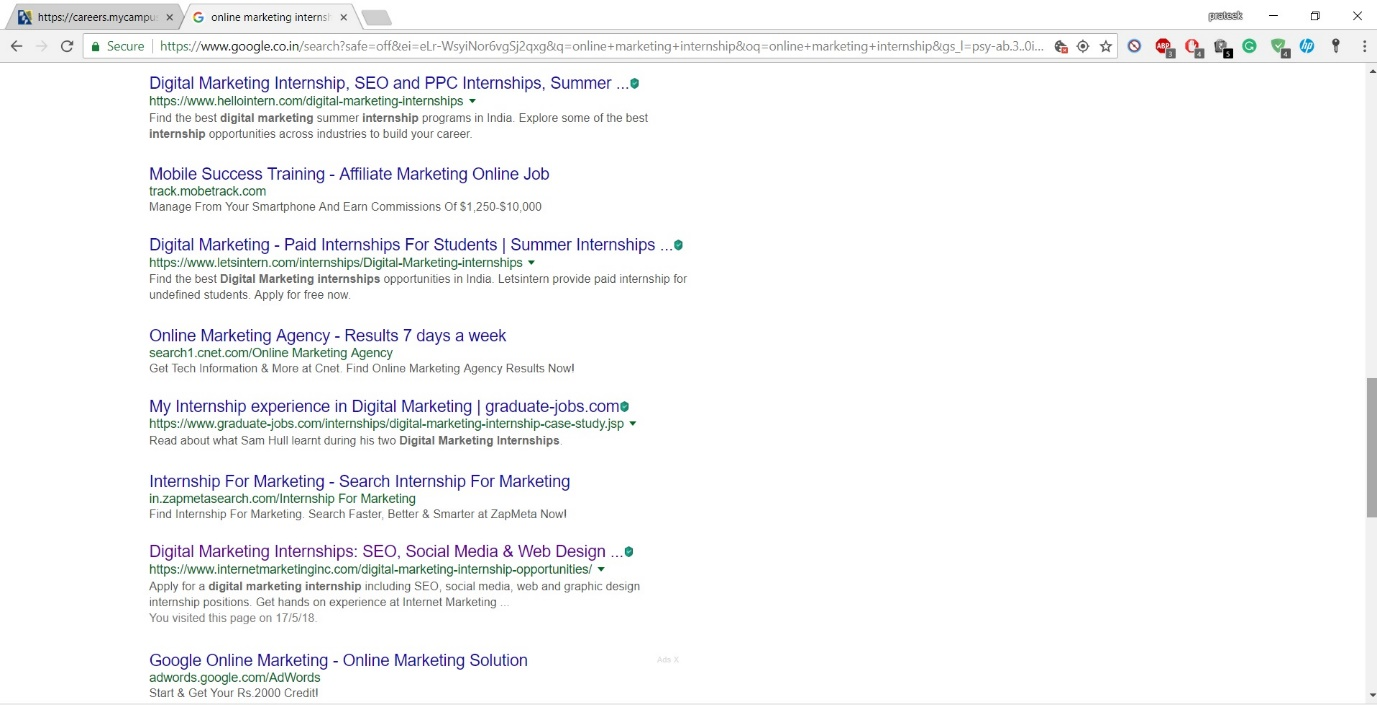 https://careers.mycampu
online marketing internsh
prateek
Secure
https://www.google.co.in/search?safe=off&ei=eLr-WsyiNor6vgSj2qxg&q=online+marketing+internship&oq=online+marketing+internship&gs_l=psy-ab.3..0i...
Digital Marketing Internship, SEO and PPC Internships, Summer ...
https://www.hellointern.com/digital-marketing-internships
Find the best digital marketing summer internship programs in India. Explore some of the best
internship opportunities across industries to build your career.
Mobile Success Training - Affiliate Marketing Online Job
track.mobetrack.com
Manage From Your Smartphone And Earn Commissions Of $1,250-$10,000
Digital Marketing - Paid Internships For Students | Summer Internships ...
https://www.letsintern.com/internships/Digital-Marketing-internships
Find the best Digital Marketing internships opportunities in India. Letsintern provide paid internship for
undefined students. Apply for free now.
Online Marketing Agency - Results 7 days a week
search1.cnet.com/Online Marketing Agency
Get Tech Information & More at Cnet. Find Online Marketing Agency Results Now!
My Internship experience in Digital Marketing | graduate-jobs.com
https://www.graduate-jobs.com/internships/digital-marketing-internship-case-study.jsp
Read about what Sam Hull learnt during his two Digital Marketing Internships.
Internship For Marketing - Search Internship For Marketing
in.zapmetasearch.com/Internship For Marketing
Find Internship For Marketing. Search Faster, Better & Smarter at ZapMeta Now!
Digital Marketing Internships: SEO, Social Media & Web Design ...
https://www.internetmarketinginc.com/digital-marketing-internship-opportunities/
Apply for a digital marketing internship including SEO, social media, web and graphic design
internship positions. Get hands on experience at Internet Marketing ...
You visited this page on 17/5/18.
Google Online Marketing - Online Marketing Solution
Ads X
adwords.google.com/AdWords
Start & Get Your Rs.2000 Credit!